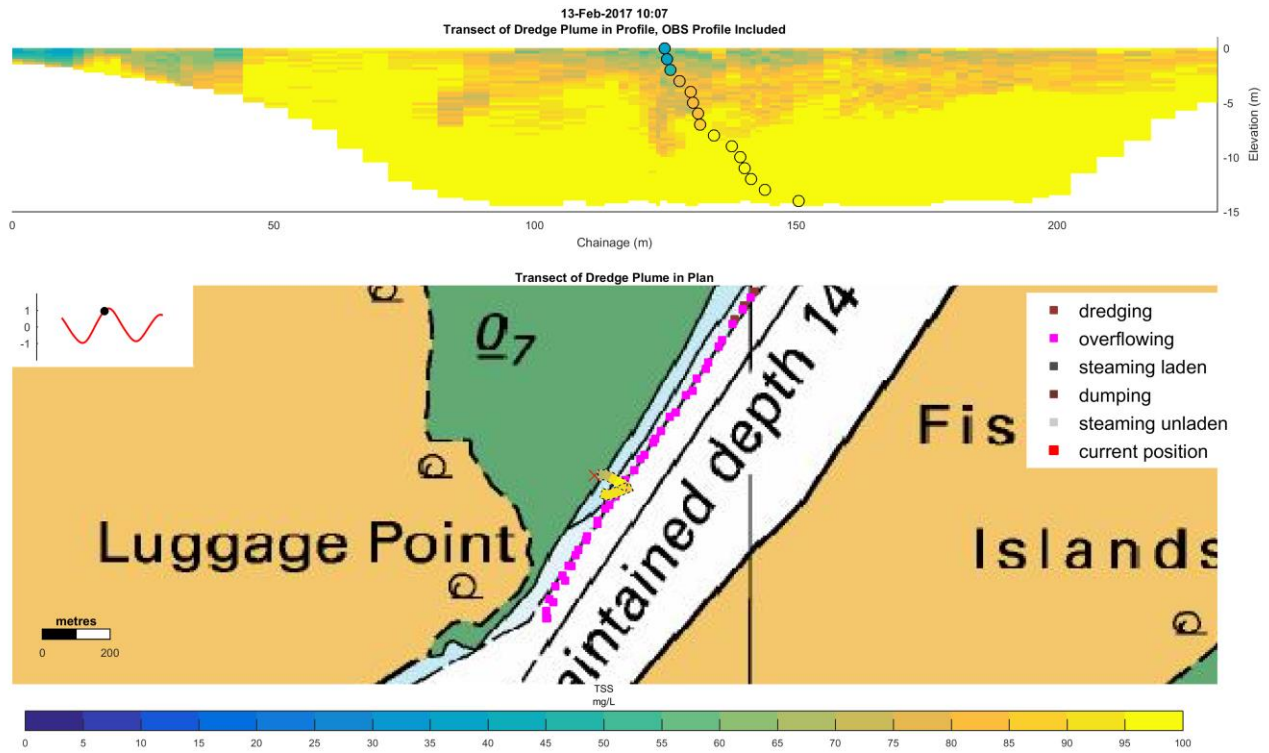 13-Feb-2017 10:07
Transect of Dredge Plume in Profile, OBS Profile Included
0
-5
-10
-15
Elevation (m)
0 50 100 150 200
Chainage (m)
Transect of Dredge Plume in Plan
1
0
-1
0 7
dredging
overflowing
steaming laden
dumping
steaming unladen
current position
Fis
Luggage Point
Islands
aintained depth 14
metres
0 200
TSS
mg/L
0 5 10 15 20 25 30 35 40 45 50 55 60 65 70 75 80 85 90 95 100